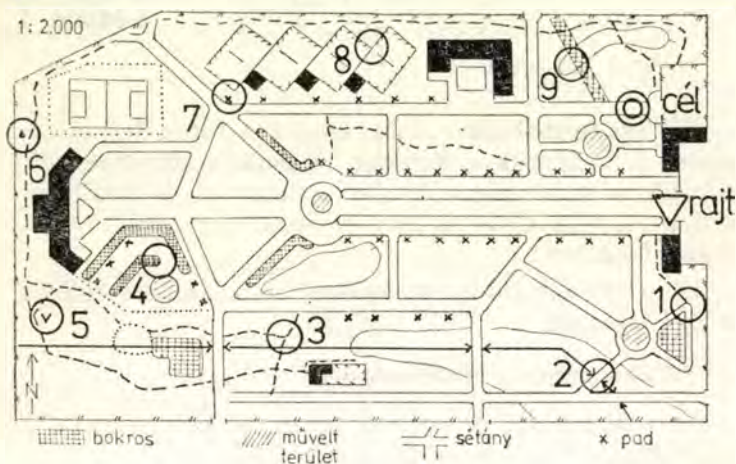 1: 2.000
8
9
7
cél
6
rajt
4
1
5
3
2
N
bokros
művelt
terület
sétány
x pad